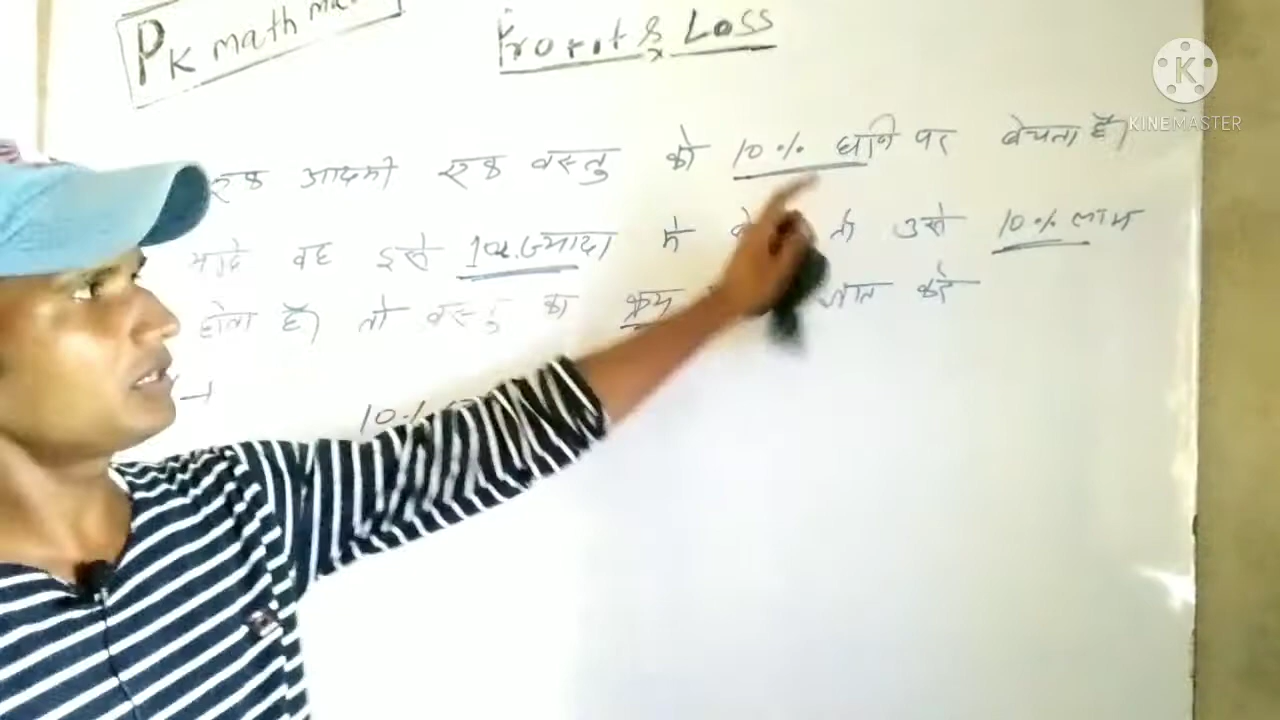 PK math
Profit & Loss
KINEMASTER
एक आदमी एक वस्तु को 10% हानि पर बेचता है।
यदि वह इसे ज्यादा में तो उसे 10% लाभ
होता है। तो वस्तु का क्रय ज्ञात करें
10%